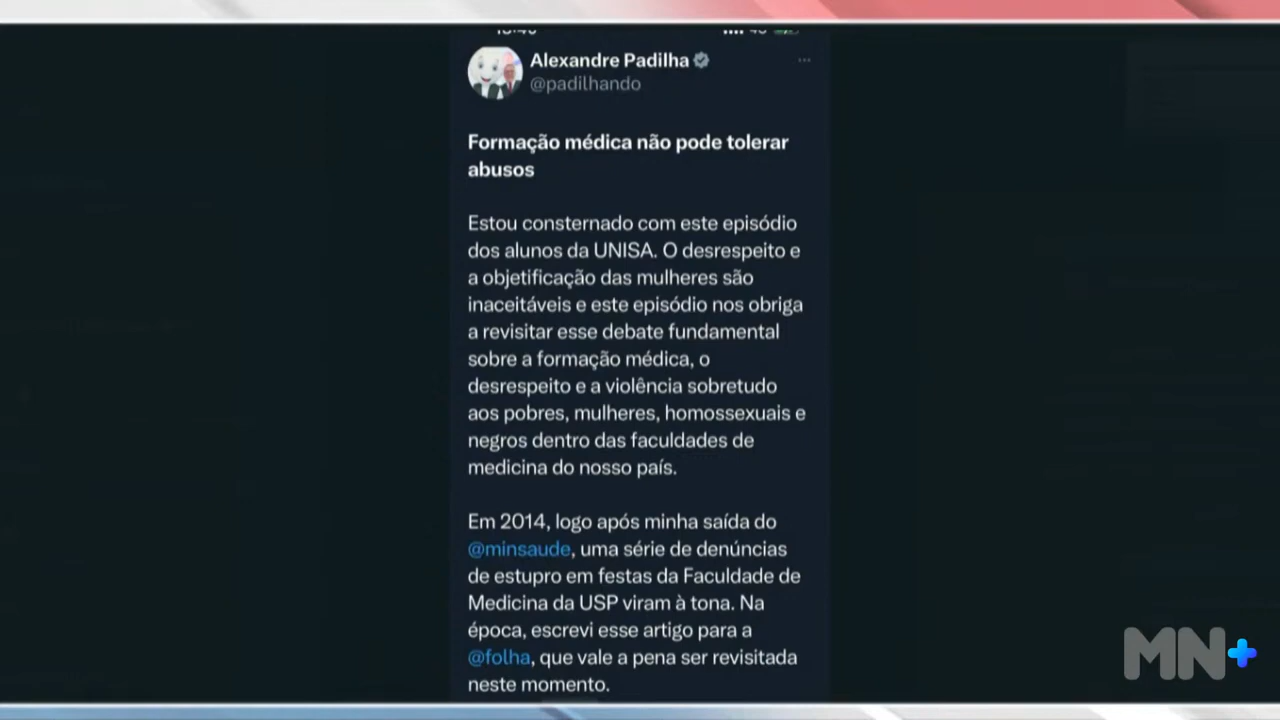 Alexandre Padilha
@padilhando
Formação médica não pode tolerar
abusos
Estou consternado com este episódio
dos alunos da UNISA. O desrespeito e
a objetificação das mulheres são
inaceitáveis e este episódio nos obriga
a revisitar esse debate fundamental
sobre a formação médica, o
desrespeito e a violência sobretudo
aos pobres, mulheres, homossexuais e
negros dentro das faculdades de
medicina do nosso país.
Em 2014, logo após minha saída do
@minsaude, uma série de denúncias
de estupro em festas da Faculdade de
Medicina da USP viram à tona. Na
época, escrevi esse artigo para a
@folha, que vale a pena ser revisitada
neste momento.
MN+